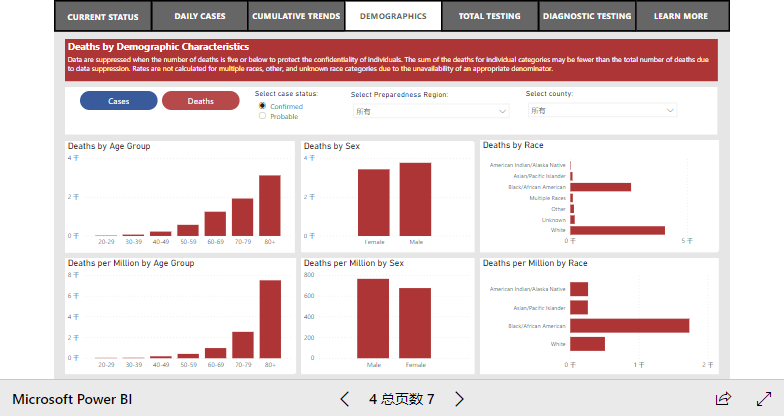 CURRENT STATUS DAILY CASES CUMULATIVE TRENDS DEMOGRAPHICS TOTAL TESTING DIAGNOSTIC TESTING LEARN MORE
Deaths by Demographic Characteristics
Data are suppressed when the number of deaths is five or below to protect the confidentiality of individuals. The sum of the deaths for individual categories may be fewer than the total number of deaths due
to data suppression. Rates are not calculated for multiple races, other, and unknown race categories due to the unavailability of an appropriate denominator.
Cases Deaths
Select case status:
Confirmed
Probable
Select Preparedness Region:
所有
Select county:
所有
Deaths by Age Group
4 千
2 千
0 千
20-29 30-39 40-49 50-59 60-69 70-79 80+
Deaths by Sex
4 千
2 千
0 千
Female Male
Deaths by Race
American Indian/Alaska Native
Asian/Pacific Islander
Black/African American
Multiple Races
Other
Unknown
White
0 千 5 千
Deaths per Million by Age Group
8 千
6 千
4 千
2 千
0 千
20-29 30-39 40-49 50-59 60-69 70-79 80+
Deaths per Million by Sex
800
600
400
200
0
Male Female
Deaths per Million by Race
American Indian/Alaska Native
Asian/Pacific Islander
Black/African American
White
0 千 1 千 2 千
Microsoft Power BI
4 总页数 7